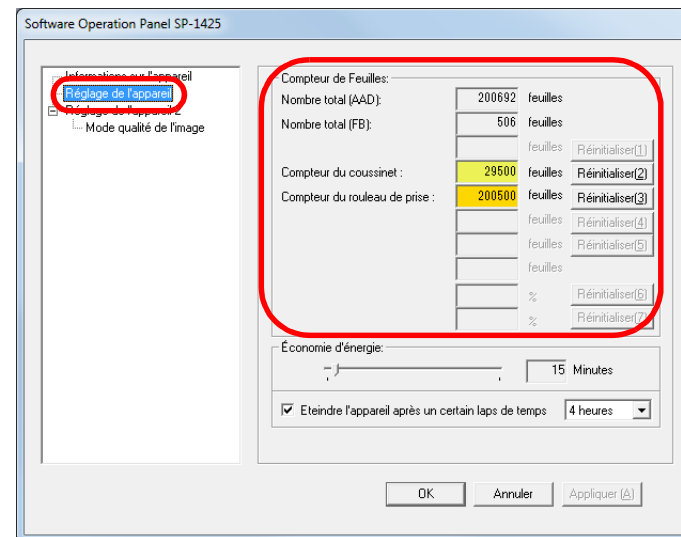 Software Operation Panel SP-1425
Informations sur l'appareil
Réglage de l'appareil
Réglage de l'appareil 2
Mode qualité de l'image
Compteur de Feuilles:
Nombre total (AAD): 200692 feuilles
Nombre total (FB): 506 feuilles
feuilles Réinitialiser(1)
Compteur du coussinet : 29500 feuilles Réinitialiser(2)
Compteur du rouleau de prise : 200500 feuilles Réinitialiser(3)
feuilles Réinitialiser(4)
feuilles Réinitialiser(5)
feuilles
% Réinitialiser(6)
% Réinitialiser(7)
Économie d'énergie:
15 Minutes
Eteindre l'appareil après un certain laps de temps 4 heures
OK Annuler Appliquer (A)